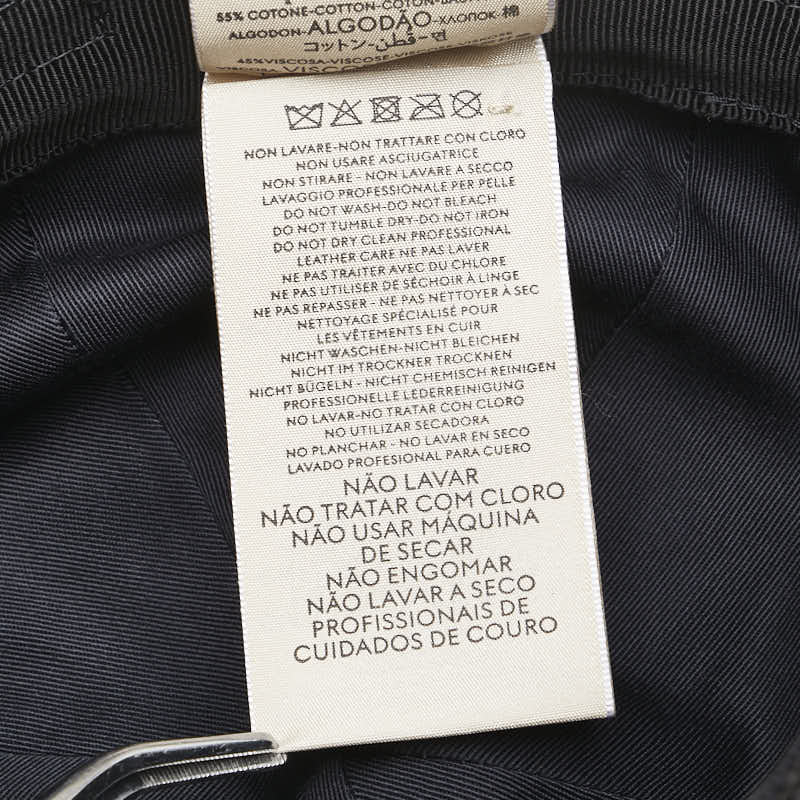 55% COTONE-COTTON-COTON-
ALGODON-ALGODÃO-ХЛОПОК-棉
コットン-قطن-면
45%VISCOSA-VISCOSE-VISCOSE-
NON LAVARE-NON TRATTARE CON CLORO
NON USARE ASCIUGATRICE
NON STIRARE - NON LAVARE A SECCO
LAVAGGIO PROFESSIONALE PER PELLE
DO NOT WASH-DO NOT BLEACH
DO NOT TUMBLE DRY-DO NOT IRON
DO NOT DRY CLEAN PROFESSIONAL
LEATHER CARE NE PAS LAVER
NE PAS TRAITER AVEC DU CHLORE
NE PAS UTILISER DE SÉCHOIR À LINGE
NE PAS REPASSER - NE PAS NETTOYER À SEC
NETTOYAGE SPÉCIALISÉ POUR
LES VÊTEMENTS EN CUIR
NICHT WASCHEN-NICHT BLEICHEN
NICHT IM TROCKNER TROCKNEN
NICHT BÜGELN - NICHT CHEMISCH REINIGEN
PROFESSIONELLE LEDERREINIGUNG
NO LAVAR-NO TRATAR CON CLORO
NO UTILIZAR SECADORA
NO PLANCHAR - NO LAVAR EN SECO
LAVADO PROFESIONAL PARA CUERO
NÃO LAVAR
NÃO TRATAR COM CLORO
NÃO USAR MÁQUINA
DE SECAR
NÃO ENGOMAR
NÃO LAVAR A SECO
PROFISSIONAIS DE
CUIDADOS DE COURO